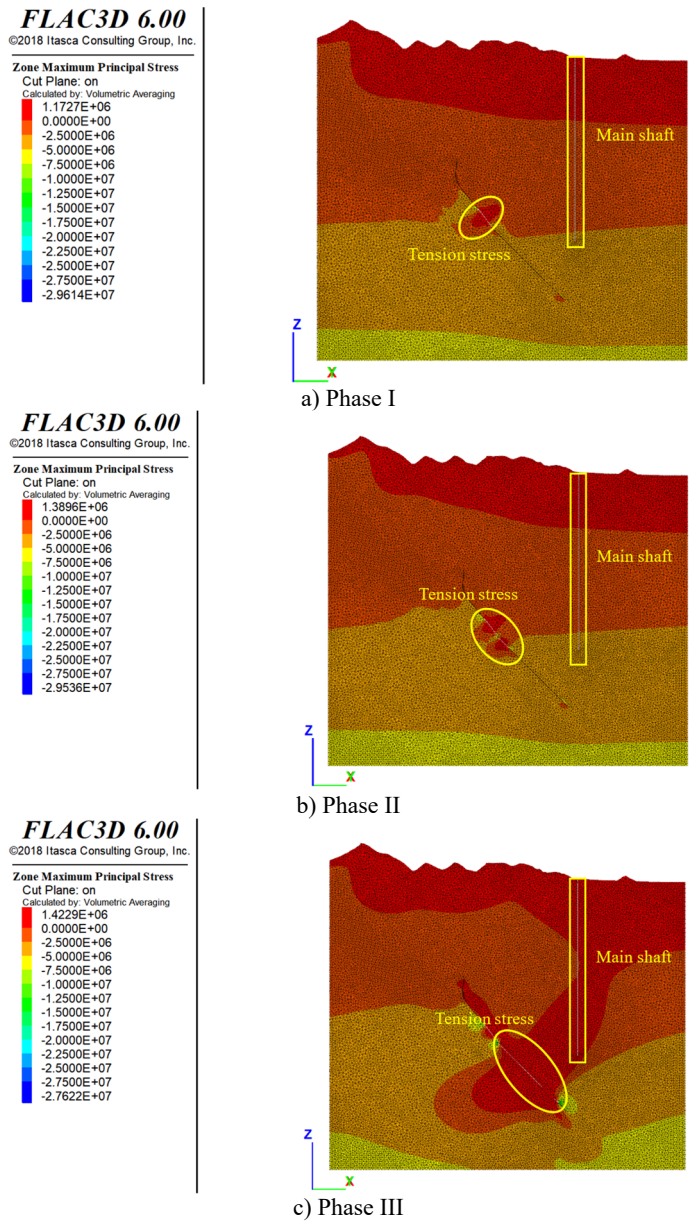 FLAC3D 6.00
©2018 Itasca Consulting Group, Inc.
Zone Maximum Principal Stress
Cut Plane: on
Calculated by: Volumetric Averaging
1.1727E+06
0.0000E+00
-2.5000E+06
-5.0000E+06
-7.5000E+06
-1.0000E+07
-1.2500E+07
-1.5000E+07
-1.7500E+07
-2.0000E+07
-2.2500E+07
-2.5000E+07
-2.7500E+07
-2.9614E+07
Main shaft
Tension stress
Z
X
a) Phase I
FLAC3D 6.00
©2018 Itasca Consulting Group, Inc.
Zone Maximum Principal Stress
Cut Plane: on
Calculated by: Volumetric Averaging
1.3896E+06
0.0000E+00
-2.5000E+06
-5.0000E+06
-7.5000E+06
-1.0000E+07
-1.2500E+07
-1.5000E+07
-1.7500E+07
-2.0000E+07
-2.2500E+07
-2.5000E+07
-2.7500E+07
-2.9536E+07
Main shaft
Tension stress
Z
X
b) Phase II
FLAC3D 6.00
©2018 Itasca Consulting Group, Inc.
Zone Maximum Principal Stress
Cut Plane: on
Calculated by: Volumetric Averaging
1.4229E+06
0.0000E+00
-2.5000E+06
-5.0000E+06
-7.5000E+06
-1.0000E+07
-1.2500E+07
-1.5000E+07
-1.7500E+07
-2.0000E+07
-2.2500E+07
-2.5000E+07
-2.7500E+07
-2.7622E+07
Main shaft
Tension stress
Z
X
c) Phase III